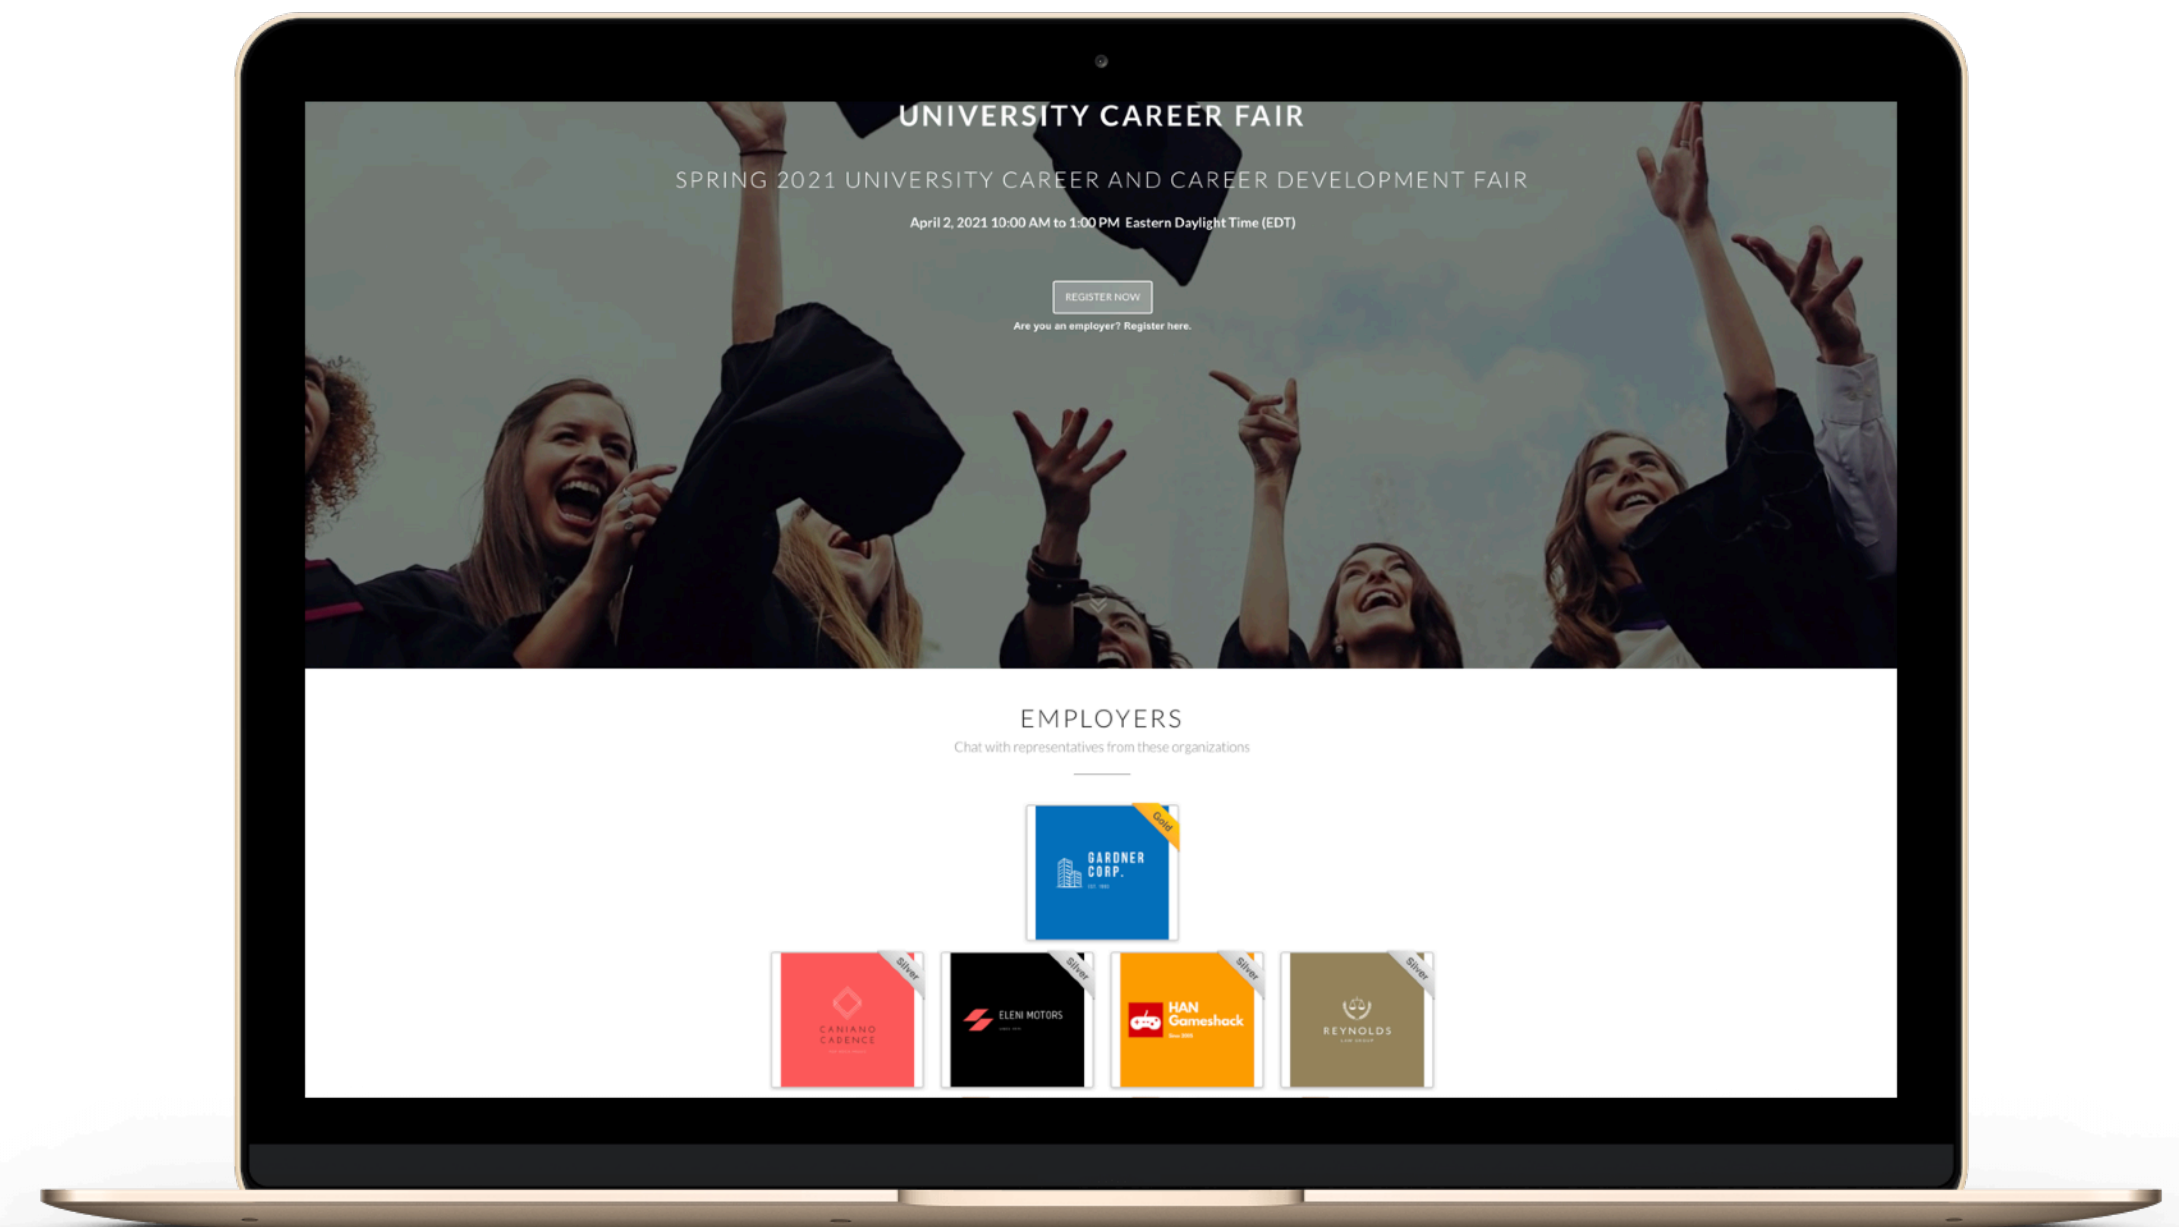 UNIVERSITY CAREER FAIR
SPRING 2021 UNIVERSITY CAREER AND CAREER DEVELOPMENT FAIR
April 2, 2021 10:00 AM to 1:00 PM Eastern Daylight Time (EDT)
REGISTER NOW
Are you an employer? Register here.
EMPLOYERS
Chat with representatives from these organizations
Gold
GARDNER
CORP.
Silver
CANIANO
CADENCE
Silver
ELENI MOTORS
Silver
HAN
Gameshack
Silver
REYNOLDS
LAW GROUP